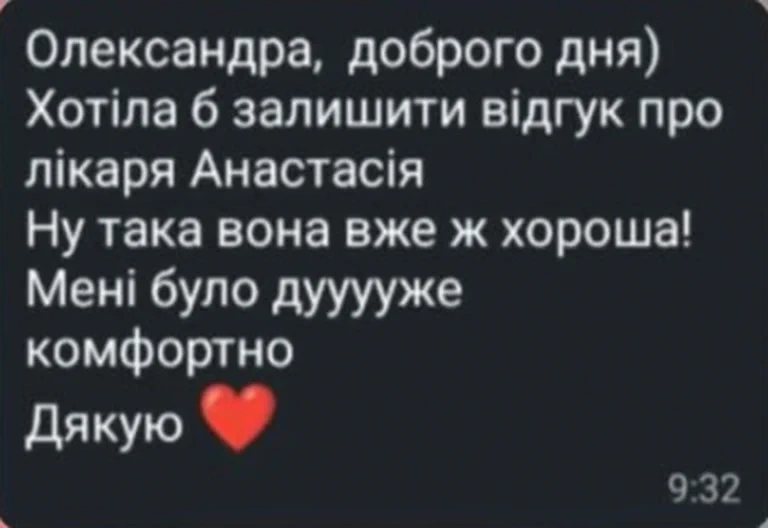 Олександра, доброго дня)
Хотіла б залишити відгук про
лікаря Анастасія
Ну така вона вже ж хороша!
Мені було дууууже
комфортно
Дякую ❤️
9:32